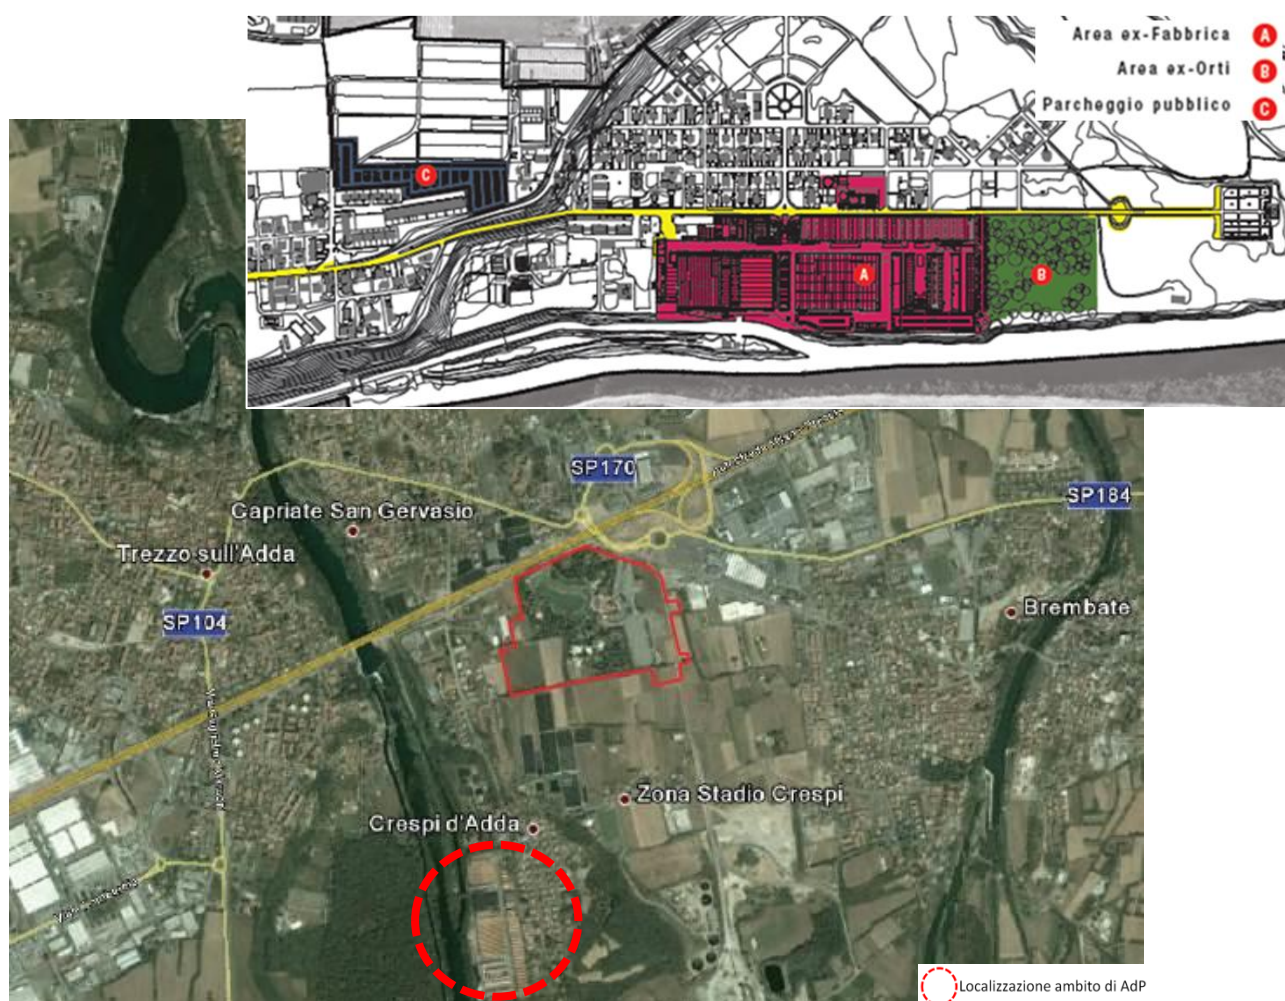 Area ex-Fabbrica A
Area ex-Orti B
Parcheggio pubblico C
C
A
B
SP170
SP184
Capriate San Gervasio
Trezzo sull'Adda
SP104
Brembate
Zona Stadio Crespi
Crespi d'Adda
Localizzazione ambito di AdP